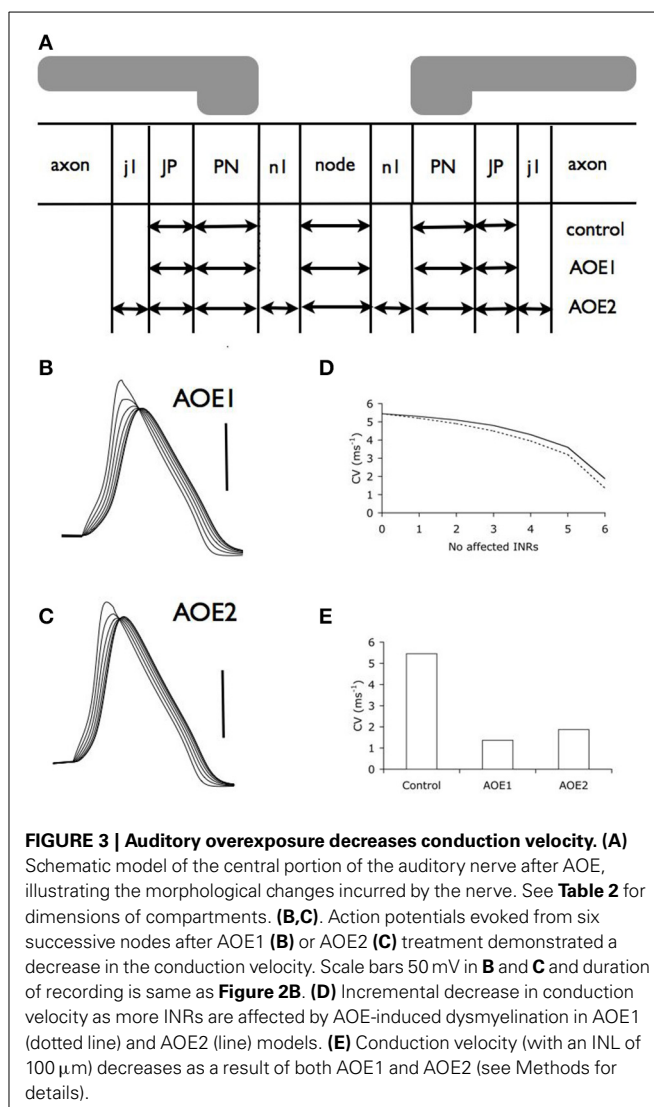 A
axon jl JP PN nl node nl PN JP jl axon
control
AOE1
AOE2
B
AOE1
D
CV (ms-1)
6
5
4
3
2
1
0
0 1 2 3 4 5 6
No affected INRs
C
AOE2
E
CV (ms-1)
6
5
4
3
2
1
0
Control AOE1 AOE2
FIGURE 3 | Auditory overexposure decreases conduction velocity. (A)
Schematic model of the central portion of the auditory nerve after AOE,
illustrating the morphological changes incurred by the nerve. See Table 2 for
dimensions of compartments. (B,C). Action potentials evoked from six
successive nodes after AOE1 (B) or AOE2 (C) treatment demonstrated a
decrease in the conduction velocity. Scale bars 50 mV in B and C and duration
of recording is same as Figure 2B. (D) Incremental decrease in conduction
velocity as more INRs are affected by AOE-induced dysmyelination in AOE1
(dotted line) and AOE2 (line) models. (E) Conduction velocity (with an INL of
100 μm) decreases as a result of both AOE1 and AOE2 (see Methods for
details).